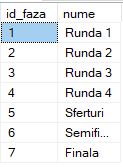 id_faza nume
1 Runda 1
2 Runda 2
3 Runda 3
4 Runda 4
5 Sferturi
6 Semifi...
7 Finala